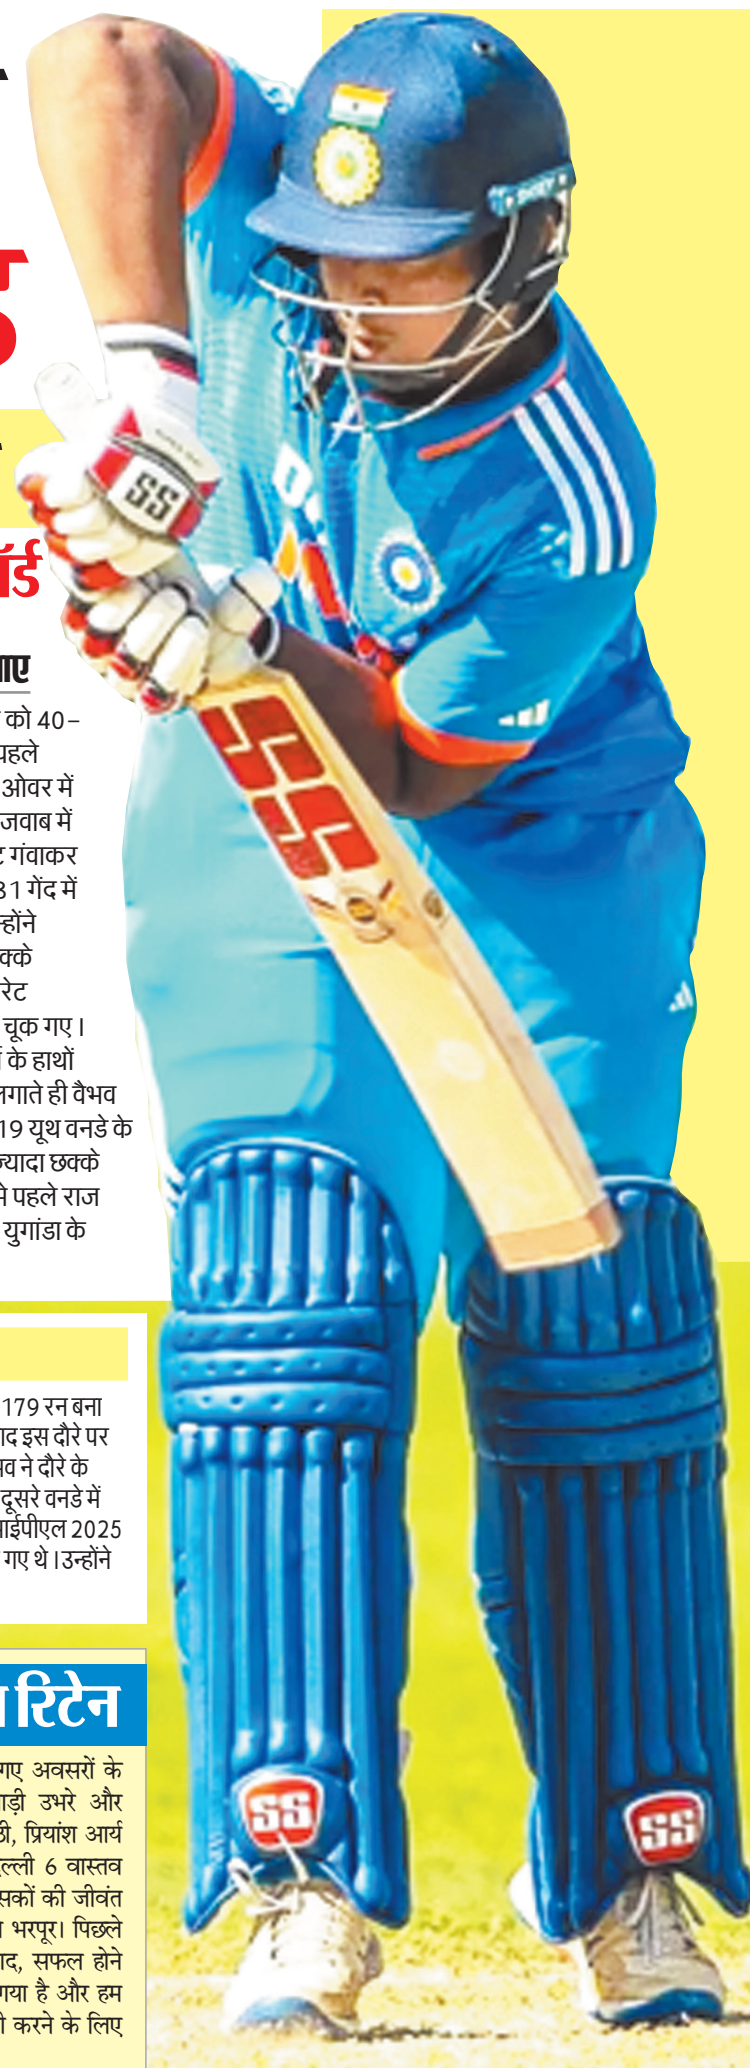 ॉर्ड
ाए
को 40-
पहले
ओवर में
जवाब में
गंवाकर
31 गेंद में
न्होंने
क्के
रेट
चूक गए।
के हाथों
लगाते ही वैभव
19 यूथ वनडे के
ज्यादा छक्के
से पहले राज
युगांडा के
179 रन बना
ाद इस दौरे पर
व ने दौरे के
दूसरे वनडे में
आईपीएल 2025
गए थे। उन्होंने
रिटेन
गए अवसरों के
ाड़ी उभरे और
ठी, प्रियांश आर्य
ल्ली 6 वास्तव
सकों की जीवंत
भरपूर। पिछले
ाद, सफल होने
गया है और हम
ी करने के लिए
SS
SS
SS
SS